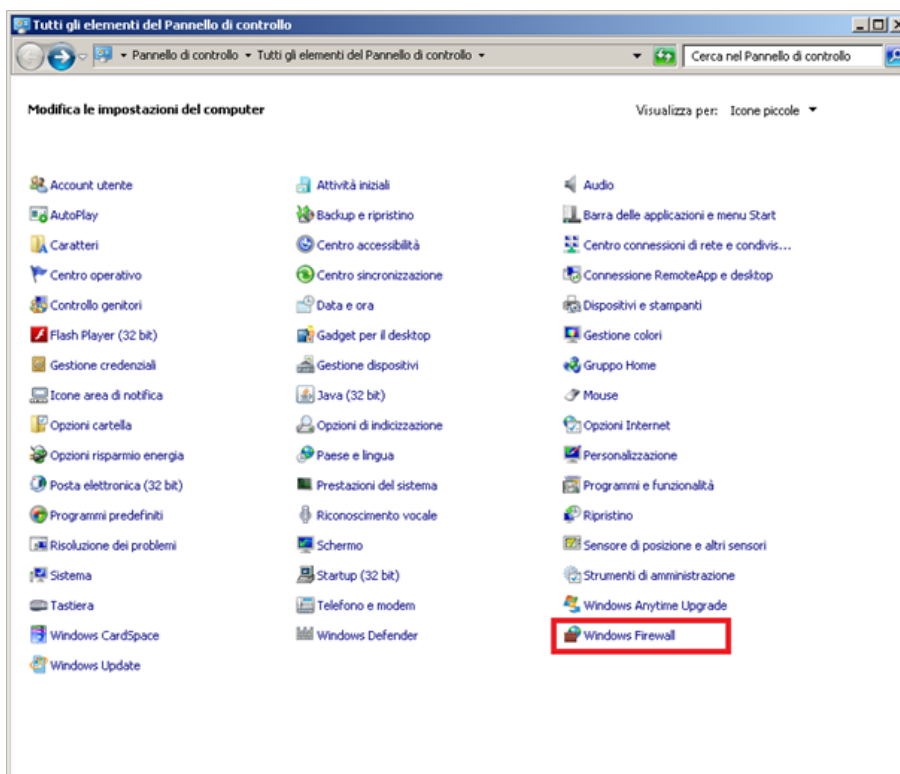 Tutti gli elementi del Pannello di controllo
Pannello di controllo Tutti gli elementi del Pannello di controllo Cerca nel Pannello di controllo
Modifica le impostazioni del computer Visualizza per: Icone piccole
Account utente Attività iniziali Audio
AutoPlay Backup e ripristino Barra delle applicazioni e menu Start
Caratteri Centro accessibilità Centro connessioni di rete e condivis...
Centro operativo Centro sincronizzazione Connessione RemoteApp e desktop
Controllo genitori Data e ora Dispositivi e stampanti
Flash Player (32 bit) Gadget per il desktop Gestione colori
Gestione credenziali Gestione dispositivi Gruppo Home
Icone area di notifica Java (32 bit) Mouse
Opzioni cartella Opzioni di indicizzazione Opzioni Internet
Opzioni risparmio energia Paese e lingua Personalizzazione
Posta elettronica (32 bit) Prestazioni del sistema Programmi e funzionalità
Programmi predefiniti Riconoscimento vocale Ripristino
Risoluzione dei problemi Schermo Sensore di posizione e altri sensori
Sistema Startup (32 bit) Strumenti di amministrazione
Tastiera Telefono e modem Windows Anytime Upgrade
Windows CardSpace Windows Defender Windows Firewall
Windows Update